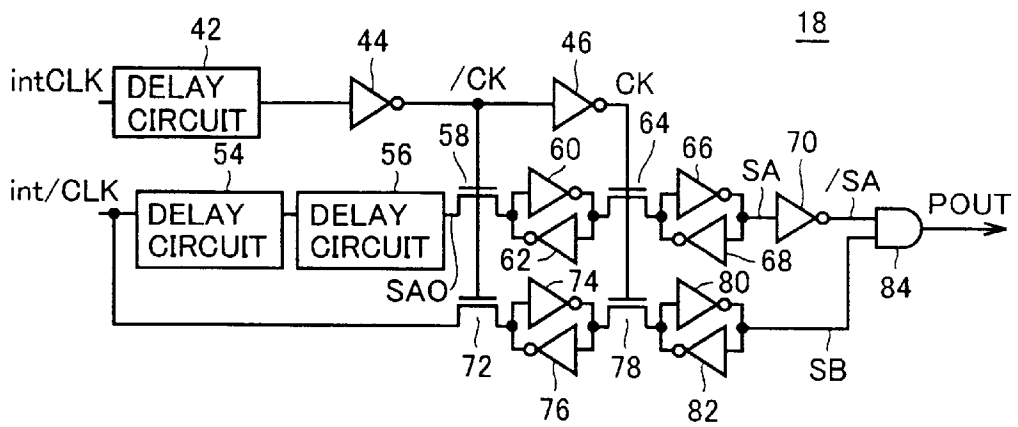 18
42
44
46
intCLK
DELAY
CIRCUIT
/CK
CK
54
56
58
60
64
66
70
int/CLK
DELAY
CIRCUIT
DELAY
CIRCUIT
SA
/SA
POUT
62
68
84
SAO
74
80
72
76
78
82
SB